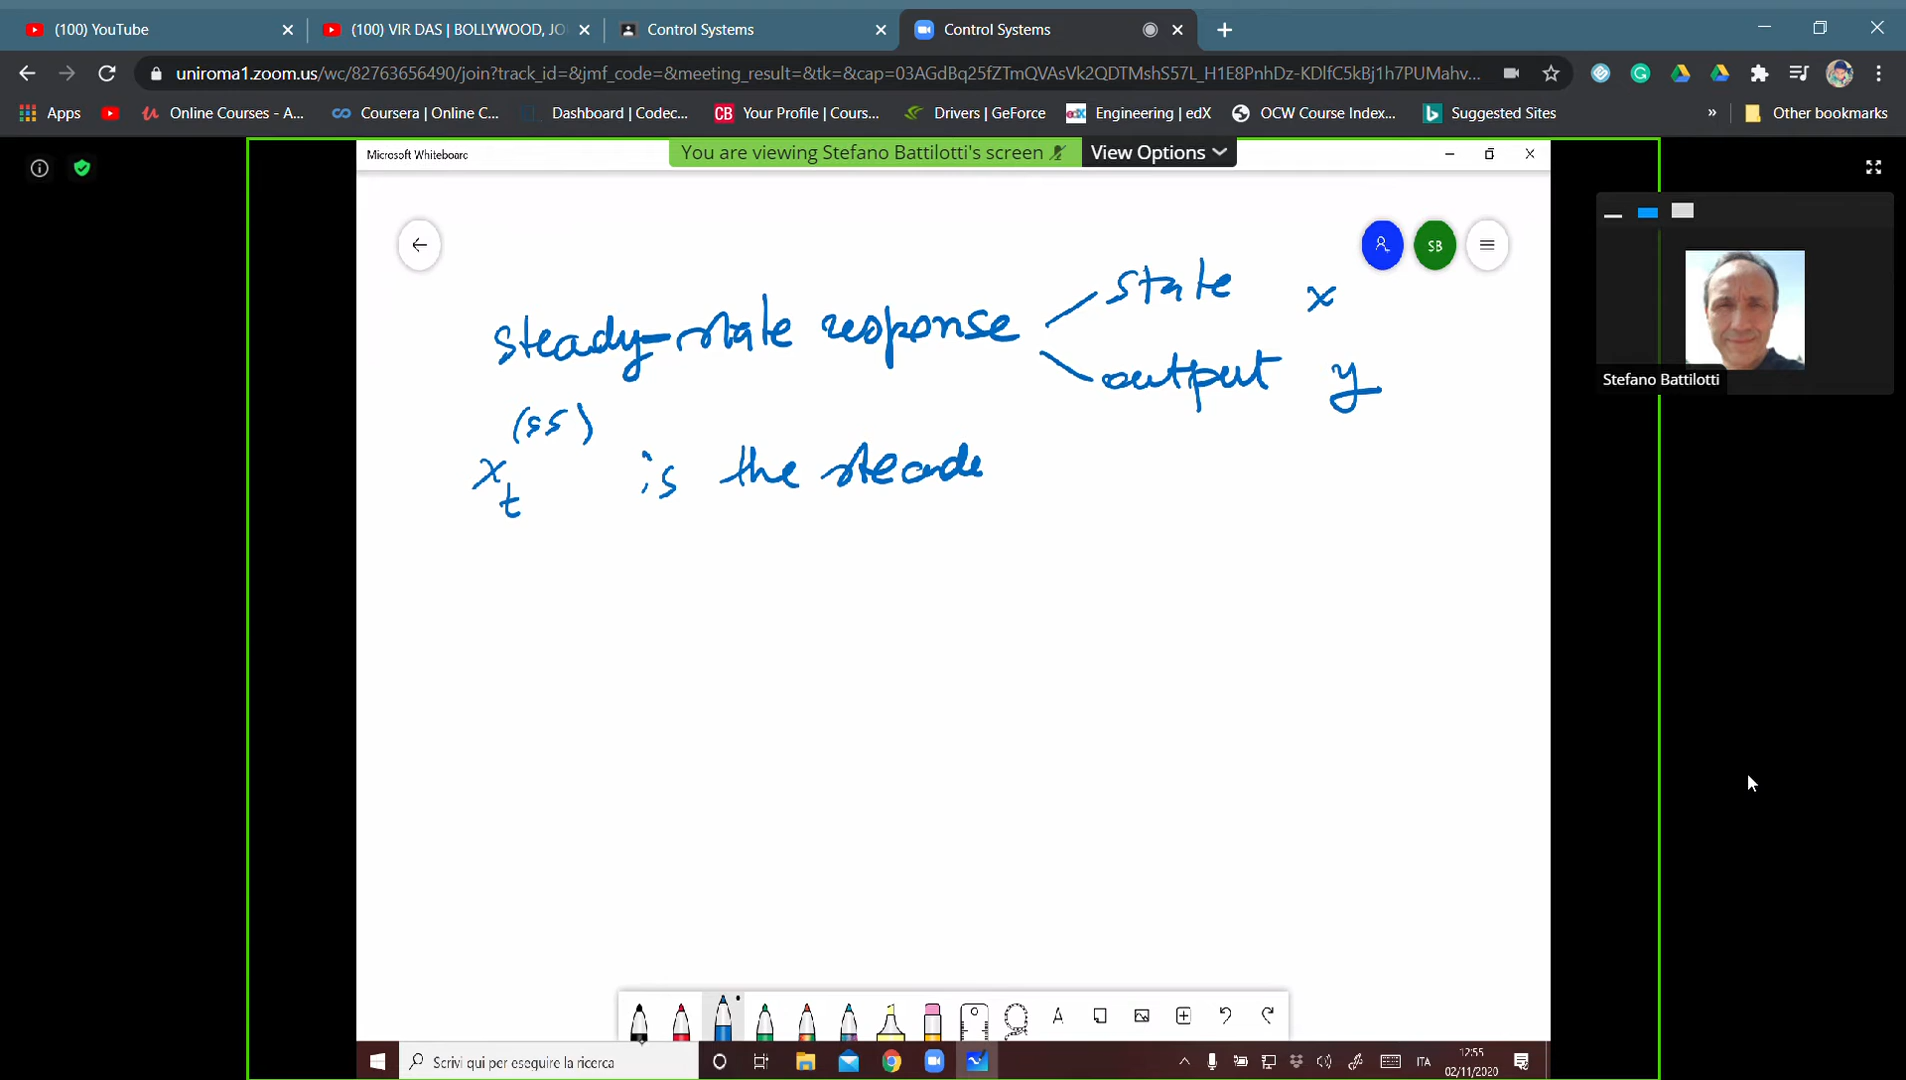 (100) YouTube
(100) VIR DAS | BOLLYWOOD, JO
Control Systems
Control Systems
uniroma1.zoom.us/wc/82763656490/join?track_id=&jmf_code=&meeting_result=&tk=&cap=03AGdBq25fZTmQVAsVk2QDTMshS57L_H1E8PnhDz-KDlfC5kBj1h7PUMahv...
Apps
Online Courses - A...
Coursera | Online C...
Dashboard | Codec...
CB Your Profile | Cours...
Drivers | GeForce
edX Engineering | edX
OCW Course Index...
Suggested Sites
» Other bookmarks
Microsoft Whiteboard
You are viewing Stefano Battilotti's screen
View Options
SB
Stefano Battilotti
steady-state response
state x
output y
x_t^(ss) is the steade
Scrivi qui per eseguire la ricerca
ITA
12:55
02/11/2020